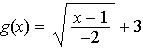 g(x) = √((x − 1)/(−2)) + 3